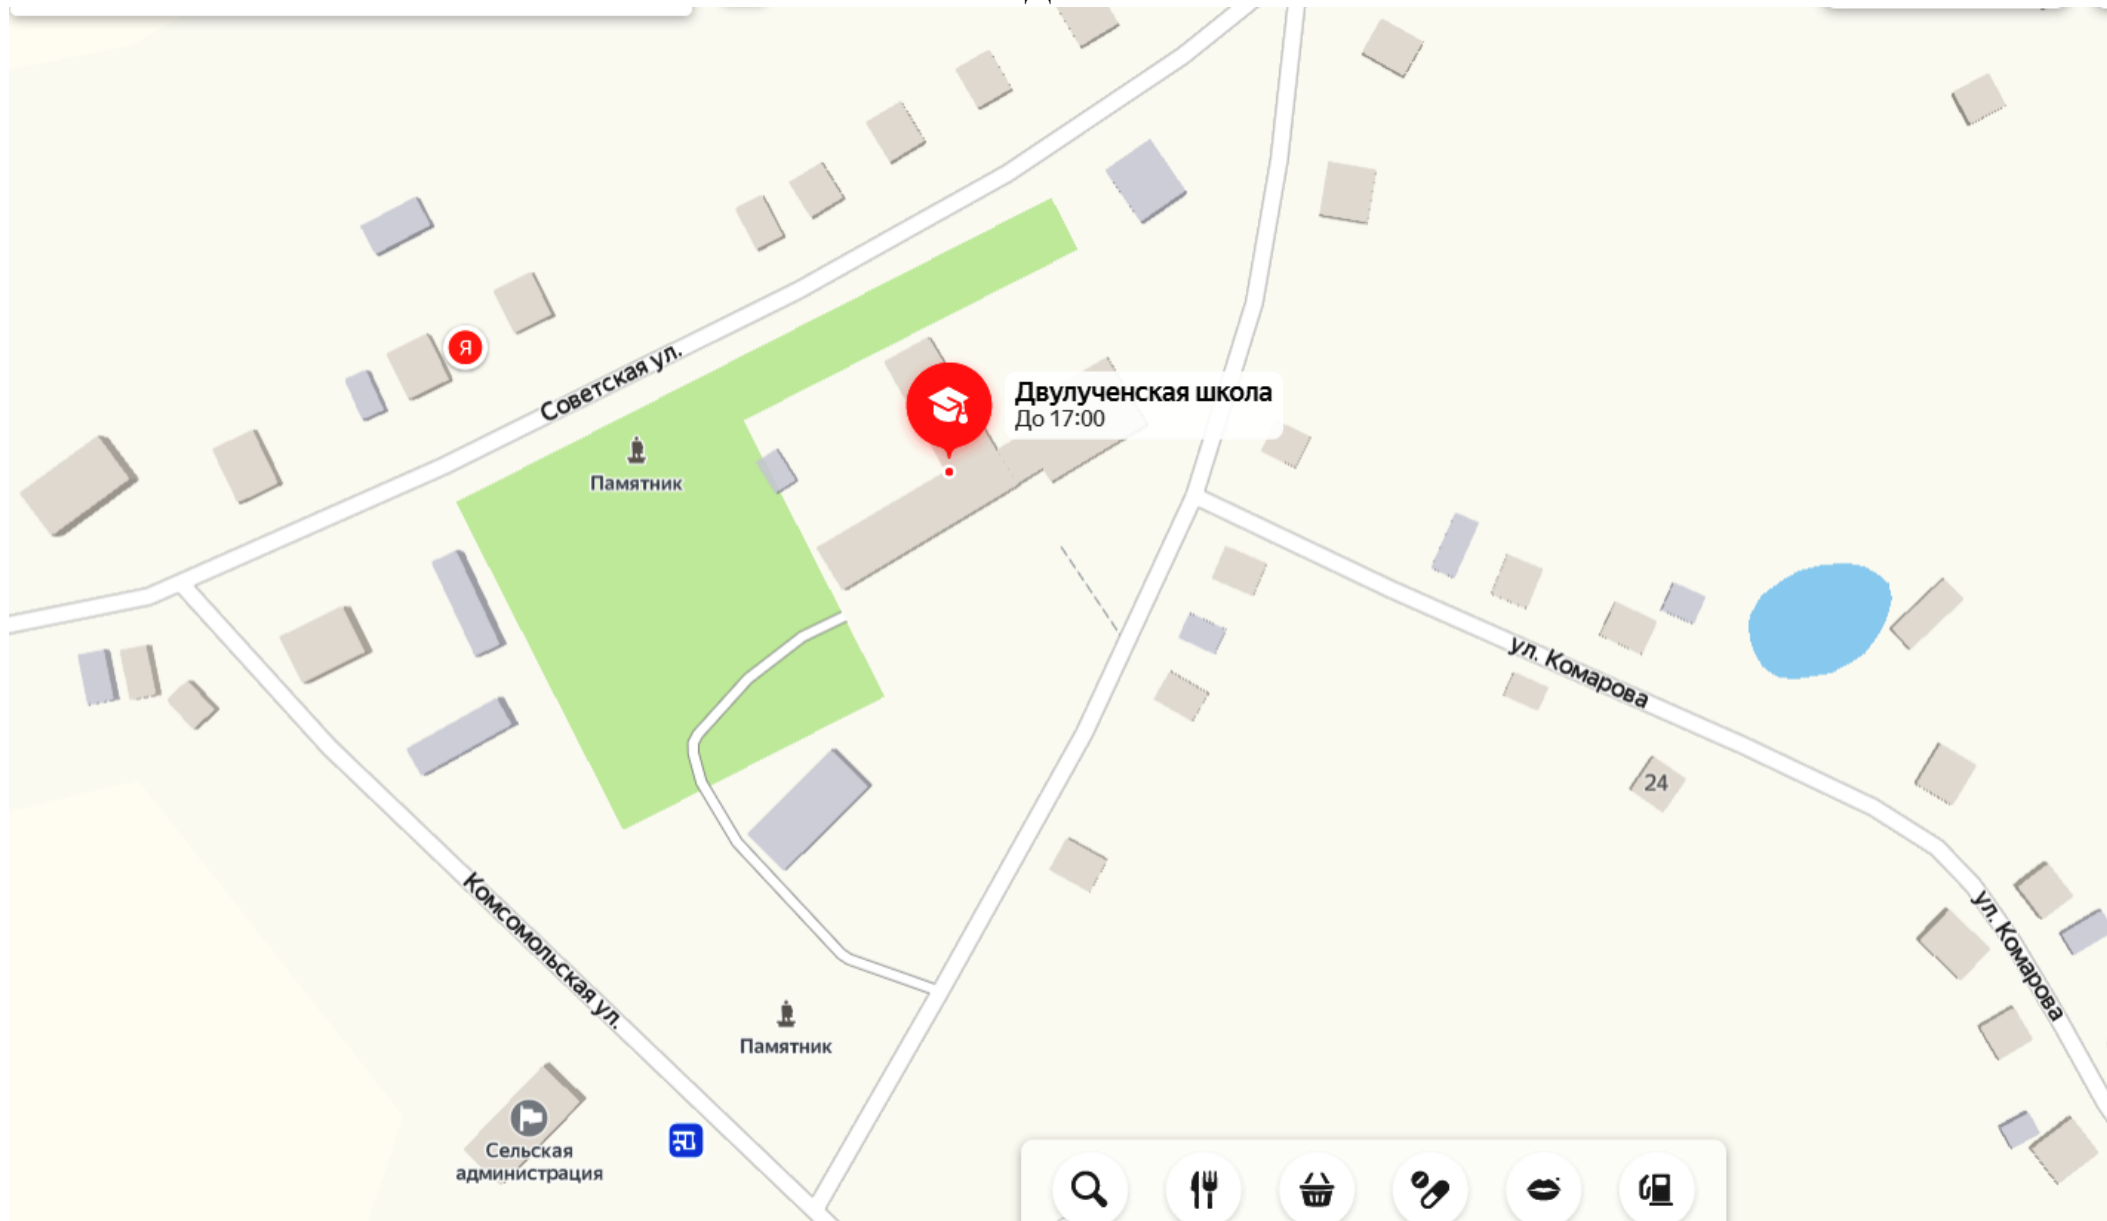 Я
Советская ул.
Двулученская школа
До 17:00
Памятник
ул. Комарова
24
Комсомольская ул.
ул. Комарова
Памятник
Сельская
администрация